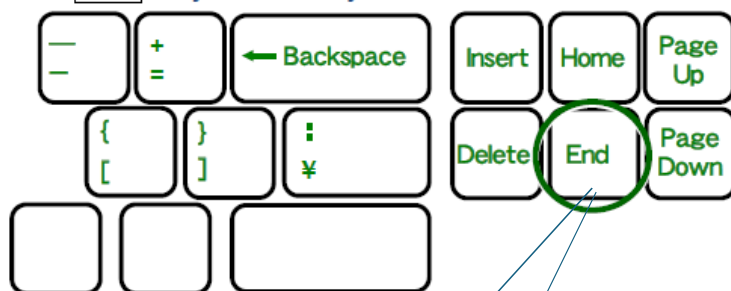 — + ← Backspace Insert Home Page Up
– =
{ } : Delete End Page Down
[ ] ¥